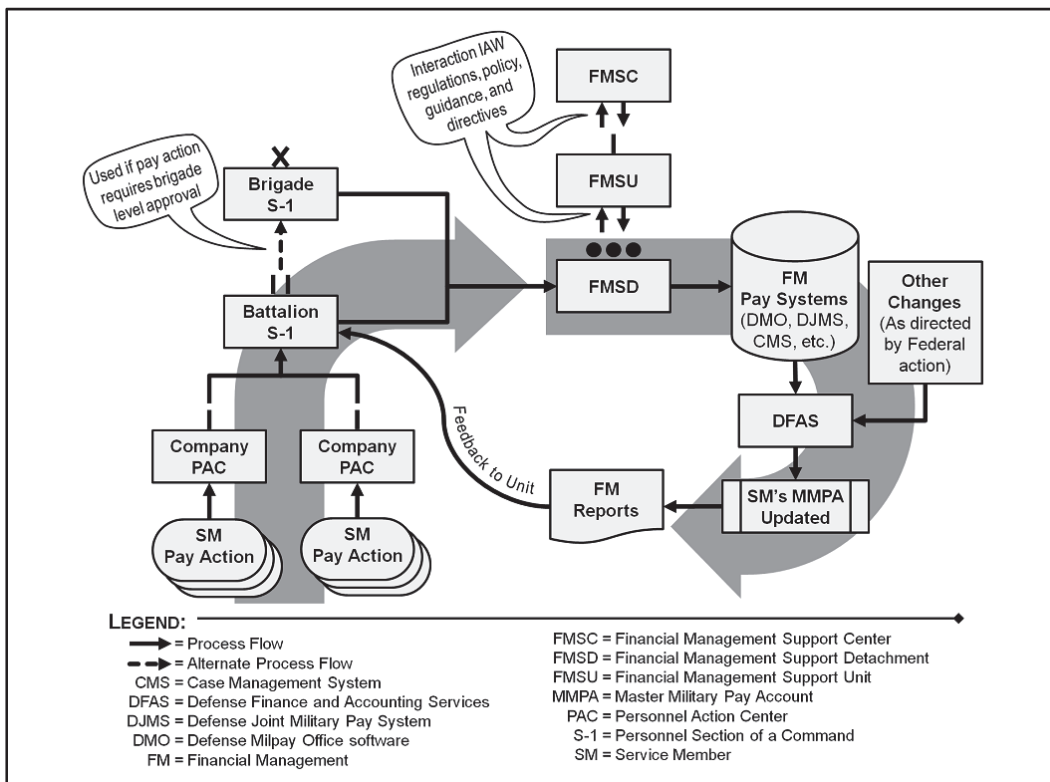 Interaction IAW
regulations, policy,
guidance, and
directives
FMSC
FMSU
Used if pay action
requires brigade
level approval
X
Brigade
S-1
Battalion
S-1
FMSD
FM
Pay Systems
(DMO, DJMS,
CMS, etc.)
Other
Changes
(As directed
by Federal
action)
DFAS
Company
PAC
Company
PAC
Feedback to Unit
FM
Reports
SM's MMPA
Updated
SM
Pay Action
SM
Pay Action
LEGEND:
= Process Flow
= Alternate Process Flow
CMS = Case Management System
DFAS = Defense Finance and Accounting Services
DJMS = Defense Joint Military Pay System
DMO = Defense Milpay Office software
FM = Financial Management
FMSC = Financial Management Support Center
FMSD = Financial Management Support Detachment
FMSU = Financial Management Support Unit
MMPA = Master Military Pay Account
PAC = Personnel Action Center
S-1 = Personnel Section of a Command
SM = Service Member